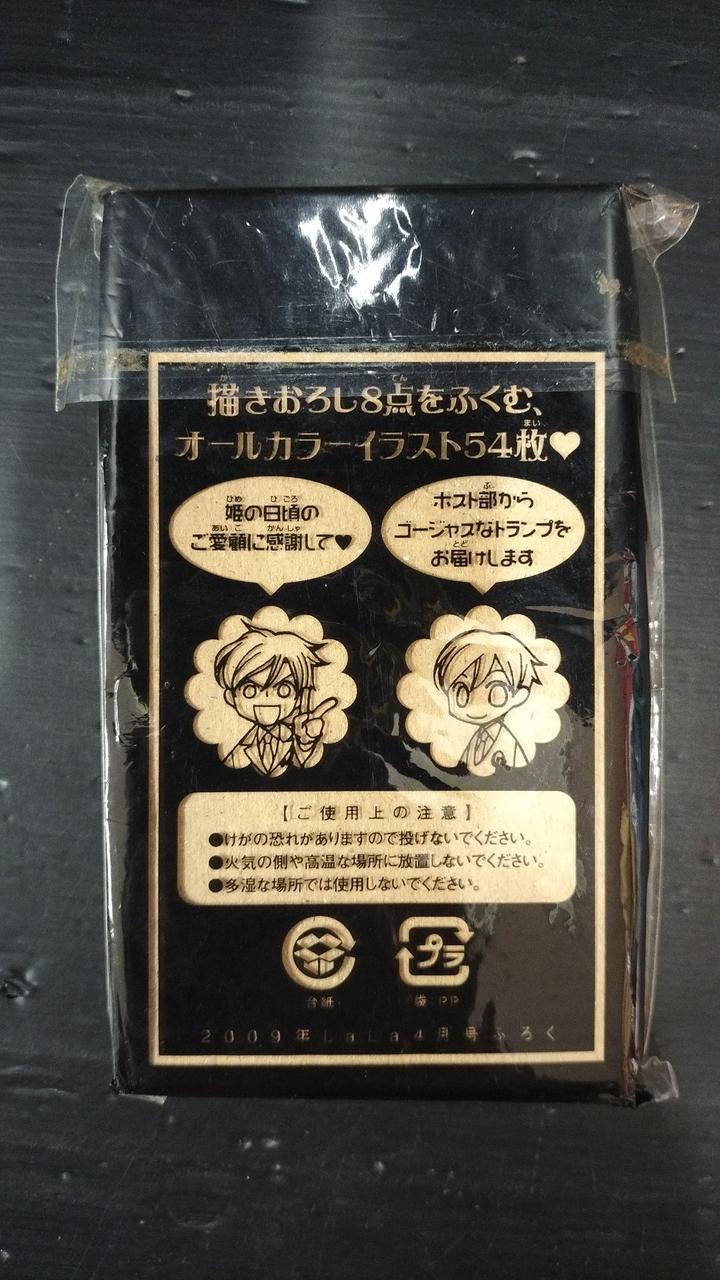 描きおろし8点をふくむ、
オールカラーイラスト54枚♥
姫の日頃の
ご愛顧に感謝して♥
ホスト部から
ゴージャスなトランプを
お届けします
【ご使用上の注意】
●けがの恐れがありますので投げないでください。
●火気の側や高温な場所に放置しないでください。
●多湿な場所では使用しないでください。
プラ
台紙
袋:PP
2009年LaLa4月号ふろく